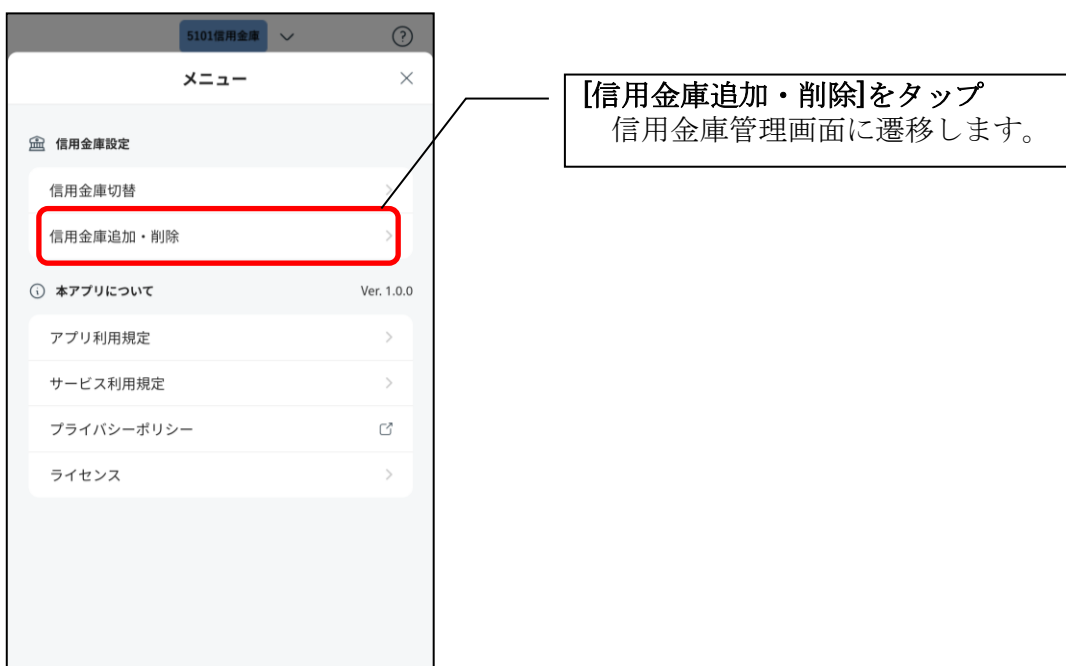 5101信用金庫
メニュー
信用金庫設定
信用金庫切替
信用金庫追加・削除
本アプリについて Ver. 1.0.0
アプリ利用規定
サービス利用規定
プライバシーポリシー
ライセンス
[信用金庫追加・削除]をタップ
信用金庫管理画面に遷移します。